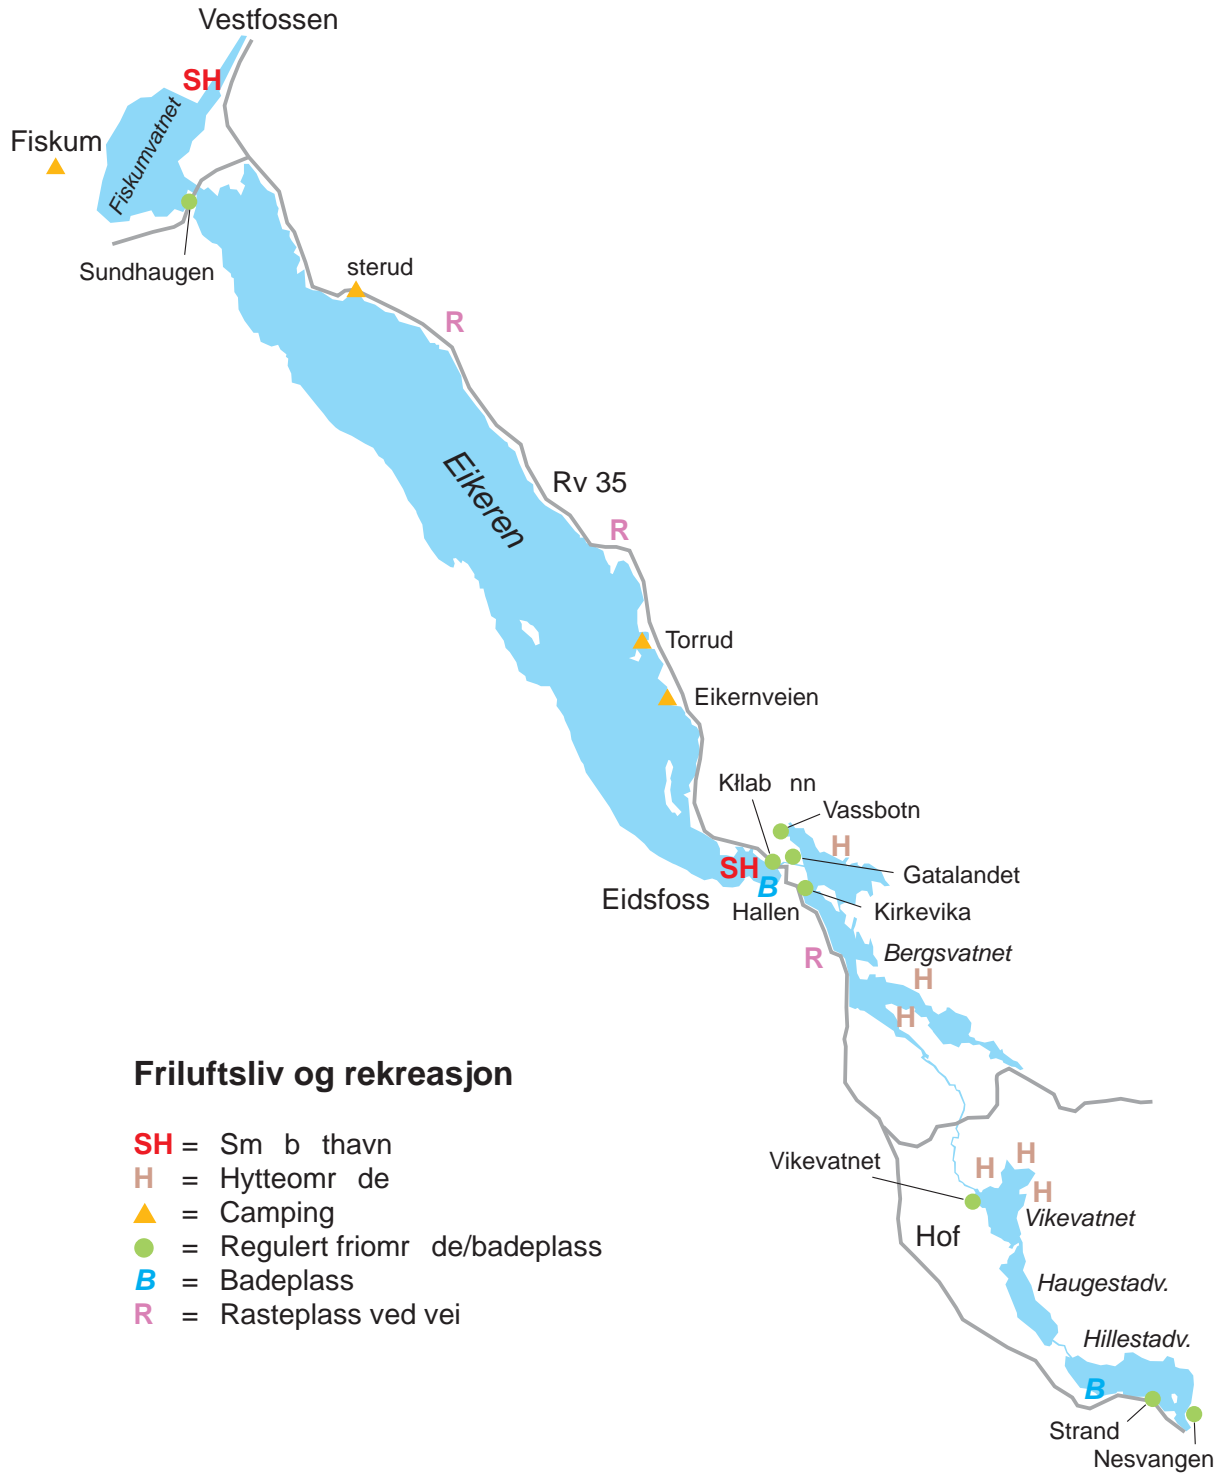 Vestfossen
SH
Fiskum
Fiskumvatnet
Sundhaugen
sterud
R
Eikeren
Rv 35
R
Torrud
Eikernveien
Kłlab nn
Vassbotn
H
SH
B
Gatalandet
Eidsfoss
Hallen
Kirkevika
R
Bergsvatnet
H
H
Friluftsliv og rekreasjon
SH = Sm b thavn
H = Hytteomr de
= Camping
= Regulert friomr de/badeplass
B = Badeplass
R = Rasteplass ved vei
Vikevatnet
H
H
H
Vikevatnet
Hof
Haugestadv.
Hillestadv.
B
Strand
Nesvangen